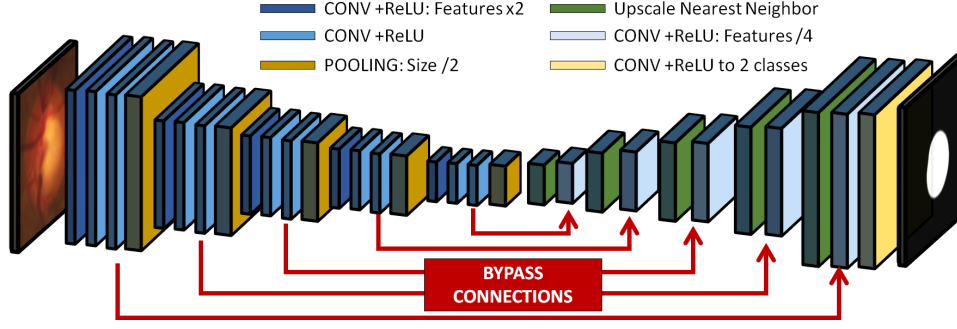 CONV +ReLU: Features x2
CONV +ReLU
POOLING: Size /2
Upscale Nearest Neighbor
CONV +ReLU: Features /4
CONV +ReLU to 2 classes
BYPASS
CONNECTIONS